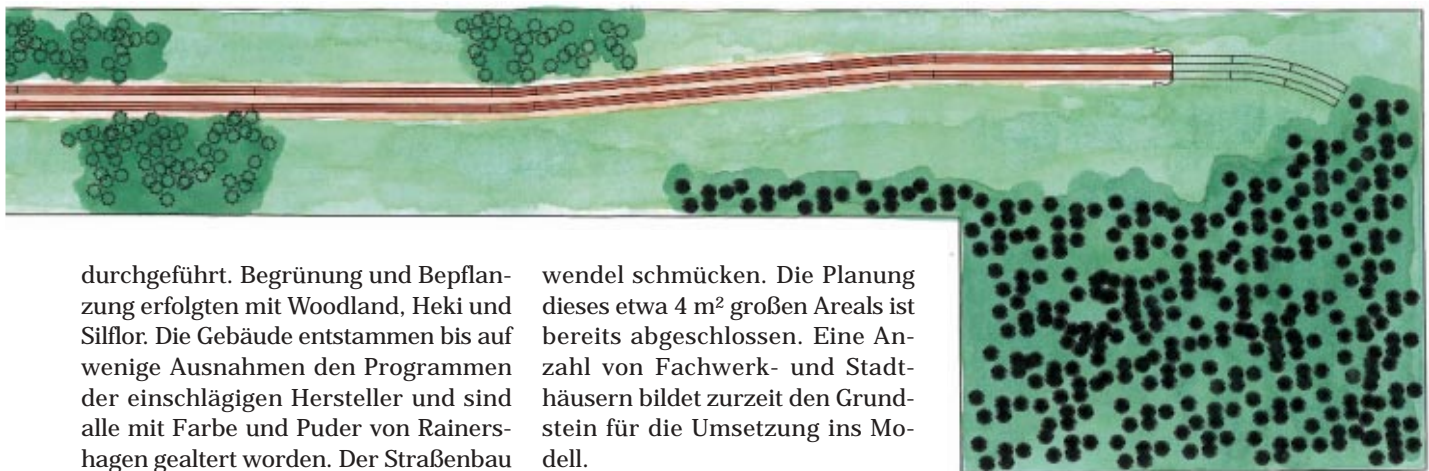 durchgeführt. Begrünung und Bepflan-
zung erfolgten mit Woodland, Heki und
Silflor. Die Gebäude entstammen bis auf
wenige Ausnahmen den Programmen
der einschlägigen Hersteller und sind
alle mit Farbe und Puder von Rainers-
hagen gealtert worden. Der Straßenbau
wendel schmücken. Die Planung
dieses etwa 4 m² großen Areals ist
bereits abgeschlossen. Eine An-
zahl von Fachwerk- und Stadt-
häusern bildet zurzeit den Grund-
stein für die Umsetzung ins Mo-
dell.